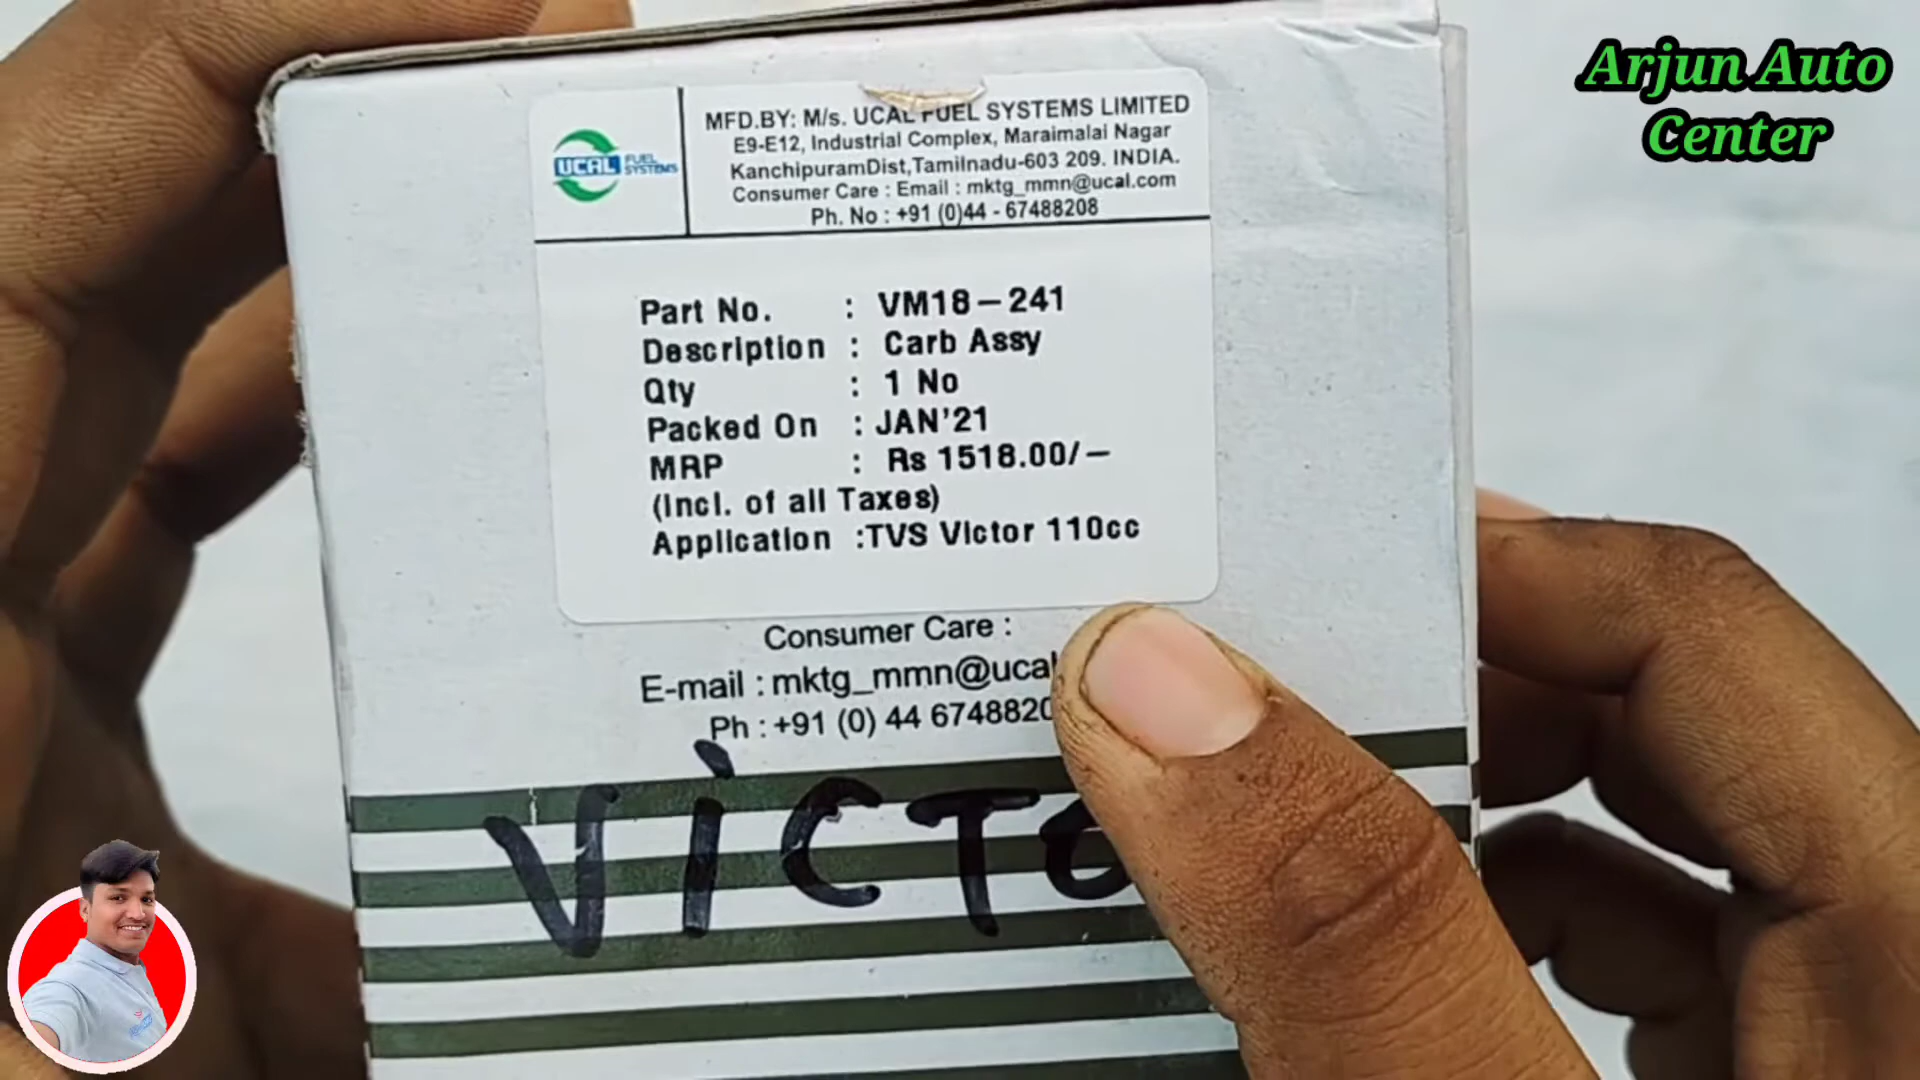 Arjun Auto
Center
UCAL FUEL
SYSTEMS
MFD.BY: M/s. UCAL FUEL SYSTEMS LIMITED
E9-E12, Industrial Complex, Maraimalai Nagar
KanchipuramDist,Tamilnadu-603 209. INDIA.
Consumer Care : Email : mktg_mmn@ucal.com
Ph. No : +91 (0)44 - 67488208
Part No. : VM18-241
Description : Carb Assy
Qty : 1 No
Packed On : JAN'21
MRP : Rs 1518.00/-
(Incl. of all Taxes)
Application :TVS Victor 110cc
Consumer Care :
E-mail : mktg_mmn@ucal
Ph : +91 (0) 44 6748820
ViCTO